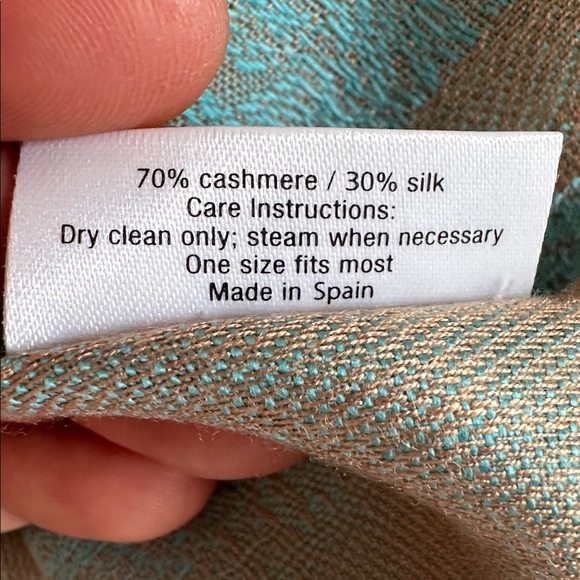 70% cashmere / 30% silk
Care Instructions:
Dry clean only; steam when necessary
One size fits most
Made in Spain